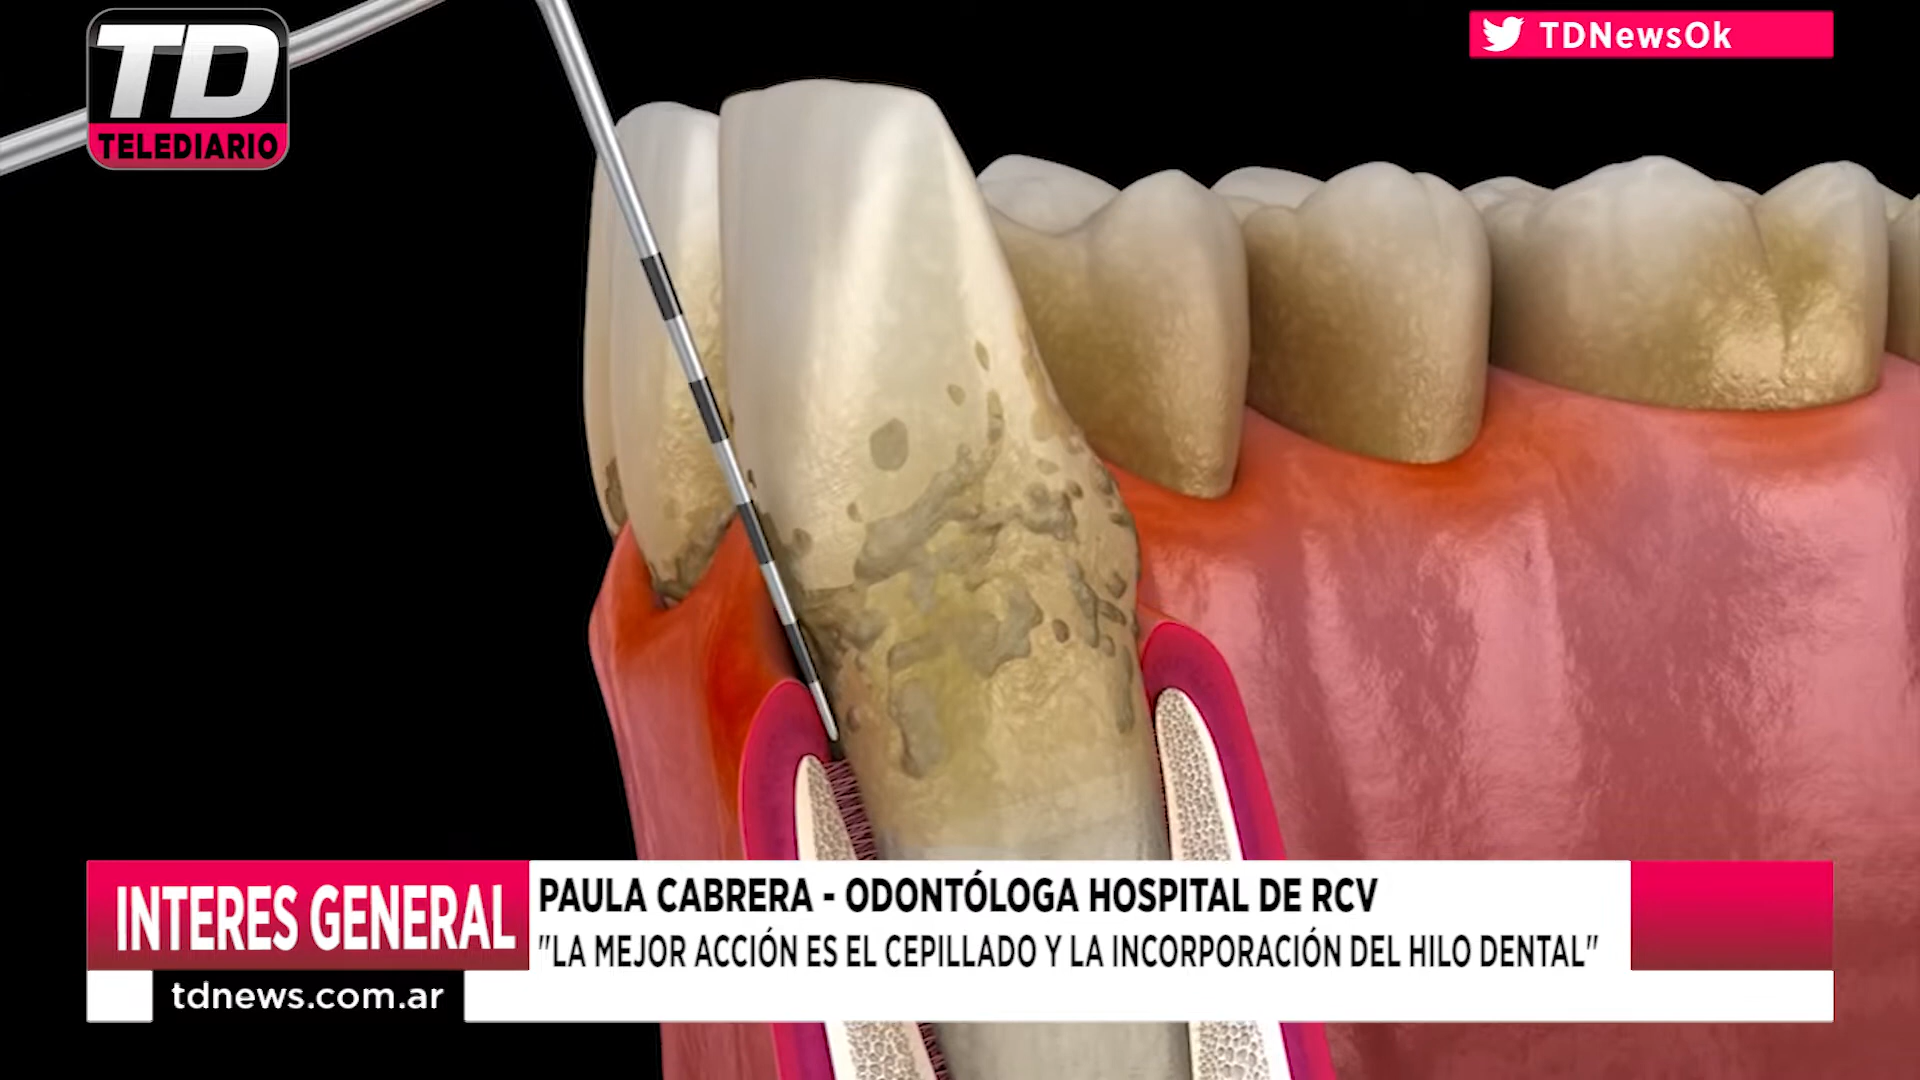 TD
TELEDIARIO
TDNewsOk
INTERES GENERAL
PAULA CABRERA - ODONTÓLOGA HOSPITAL DE RCV
"LA MEJOR ACCIÓN ES EL CEPILLADO Y LA INCORPORACIÓN DEL HILO DENTAL"
tdnews.com.ar